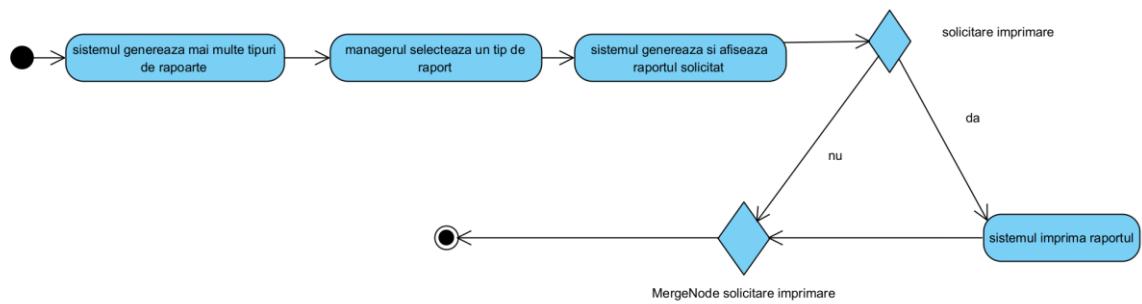 sistemul genereaza mai multe tipuri
de rapoarte
managerul selecteaza un tip de
raport
sistemul genereaza si afiseaza
raportul solicitat
solicitare imprimare
da
nu
sistemul imprima raportul
MergeNode solicitare imprimare